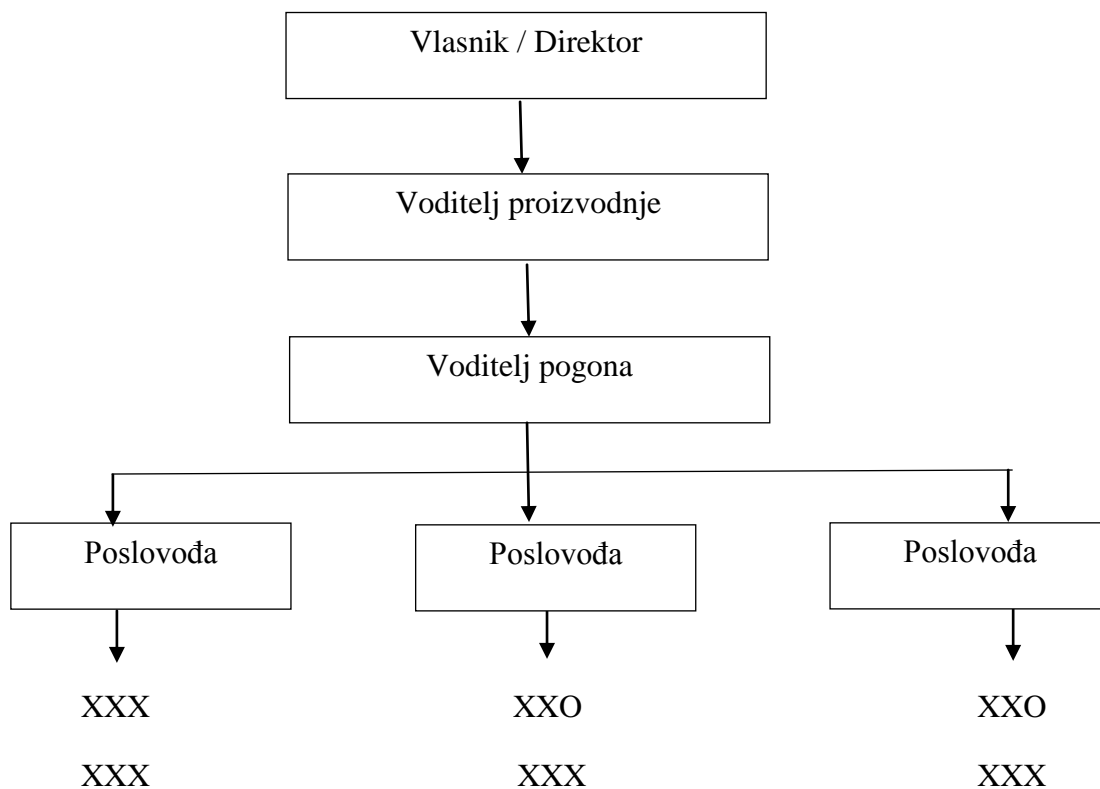 Vlasnik / Direktor
Voditelj proizvodnje
Voditelj pogona
Poslovođa
Poslovođa
Poslovođa
XXX
XXO
XXO
XXX
XXX
XXX